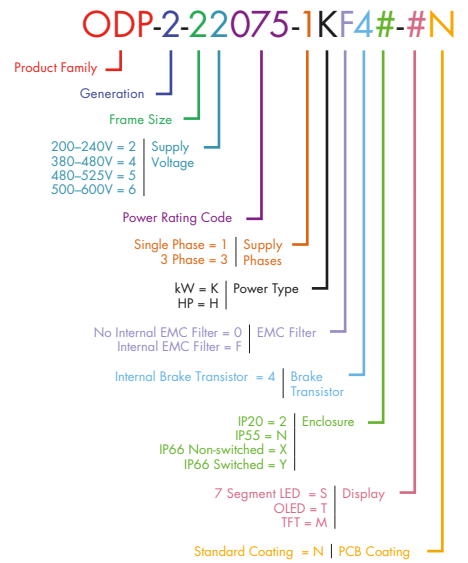 ODP-2-22075-1KF4#-#N
Product Family
Generation
Frame Size
200–240V = 2 Supply
380–480V = 4 Voltage
480–525V = 5
500–600V = 6
Power Rating Code
Single Phase = 1 Supply
3 Phase = 3 Phases
kW = K Power Type
HP = H
No Internal EMC Filter = 0 EMC Filter
Internal EMC Filter = F
Internal Brake Transistor = 4 Brake
Transistor
IP20 = 2 Enclosure
IP55 = N
IP66 Non-switched = X
IP66 Switched = Y
7 Segment LED = S Display
OLED = T
TFT = M
Standard Coating = N PCB Coating